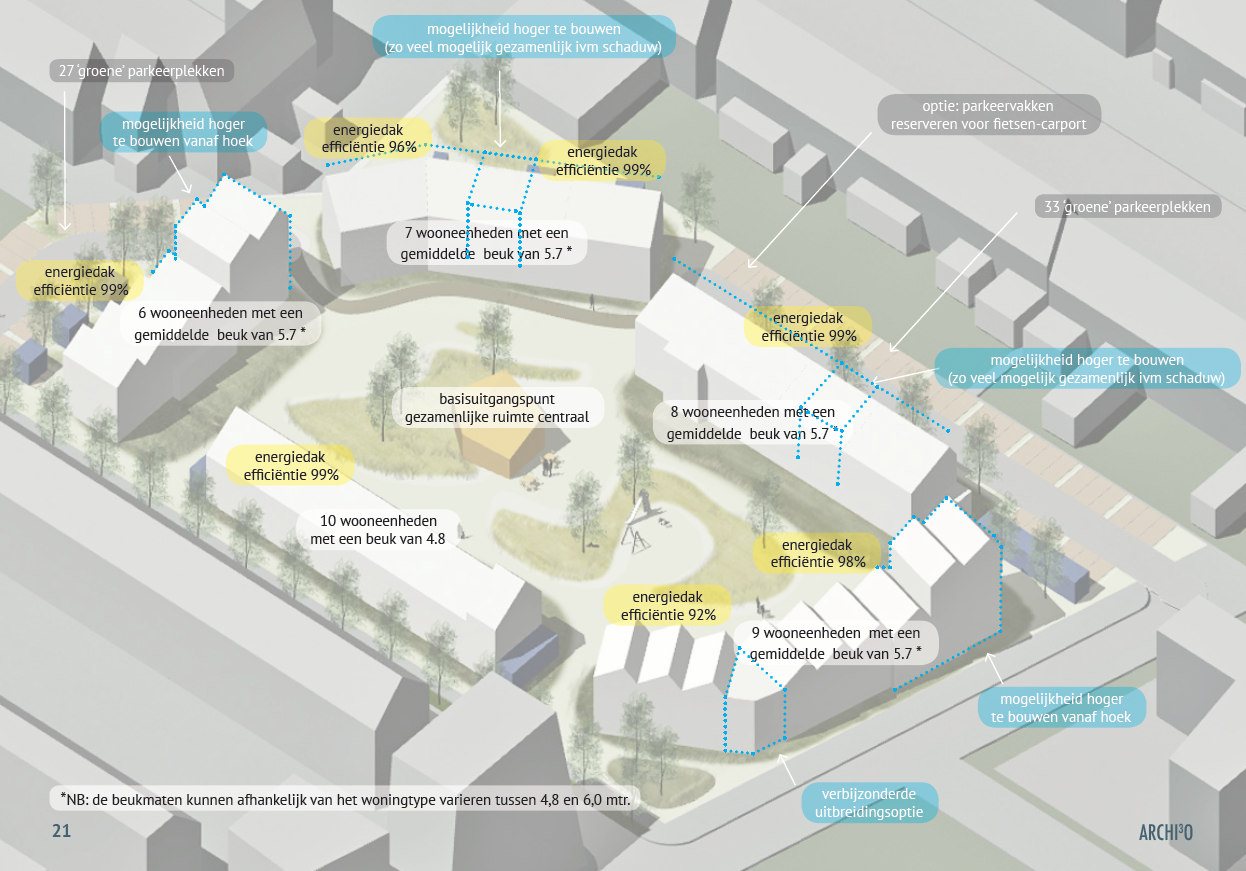 mogelijkheid hoger te bouwen
(zo veel mogelijk gezamenlijk ivm schaduw)
27 ‘groene’ parkeerplekken
mogelijkheid hoger
te bouwen vanaf hoek
energiedak
efficiëntie 96%
energiedak
efficiëntie 99%
optie: parkeervakken
reserveren voor fietsen-carport
33 ‘groene’ parkeerplekken
7 wooneenheden met een
gemiddelde beuk van 5.7 *
energiedak
efficiëntie 99%
6 wooneenheden met een
gemiddelde beuk van 5.7 *
energiedak
efficiëntie 99%
mogelijkheid hoger te bouwen
(zo veel mogelijk gezamenlijk ivm schaduw)
basisuitgangspunt
gezamenlijke ruimte centraal
8 wooneenheden met een
gemiddelde beuk van 5.7 *
energiedak
efficiëntie 99%
10 wooneenheden
met een beuk van 4.8
energiedak
efficiëntie 98%
energiedak
efficiëntie 92%
9 wooneenheden met een
gemiddelde beuk van 5.7 *
mogelijkheid hoger
te bouwen vanaf hoek
verbijzonderde
uitbreidingsoptie
*NB: de beukmaten kunnen afhankelijk van het woningtype varieren tussen 4,8 en 6,0 mtr.
21
ARCHI³O